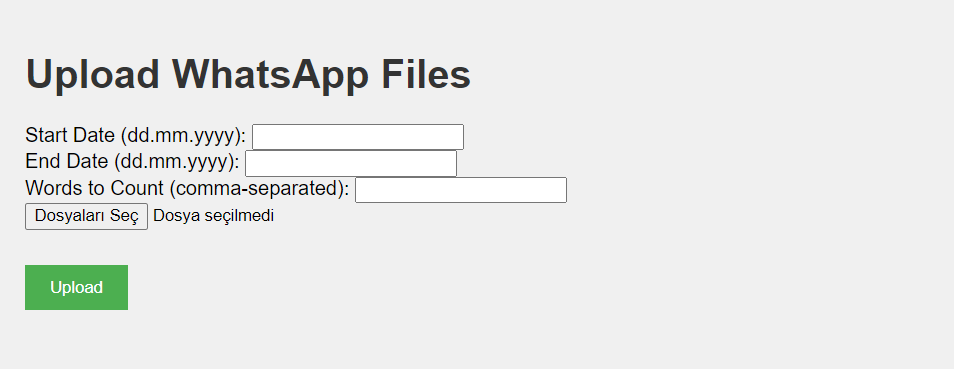 Upload WhatsApp Files
Start Date (dd.mm.yyyy):
End Date (dd.mm.yyyy):
Words to Count (comma-separated):
Dosyaları Seç Dosya seçilmedi
Upload